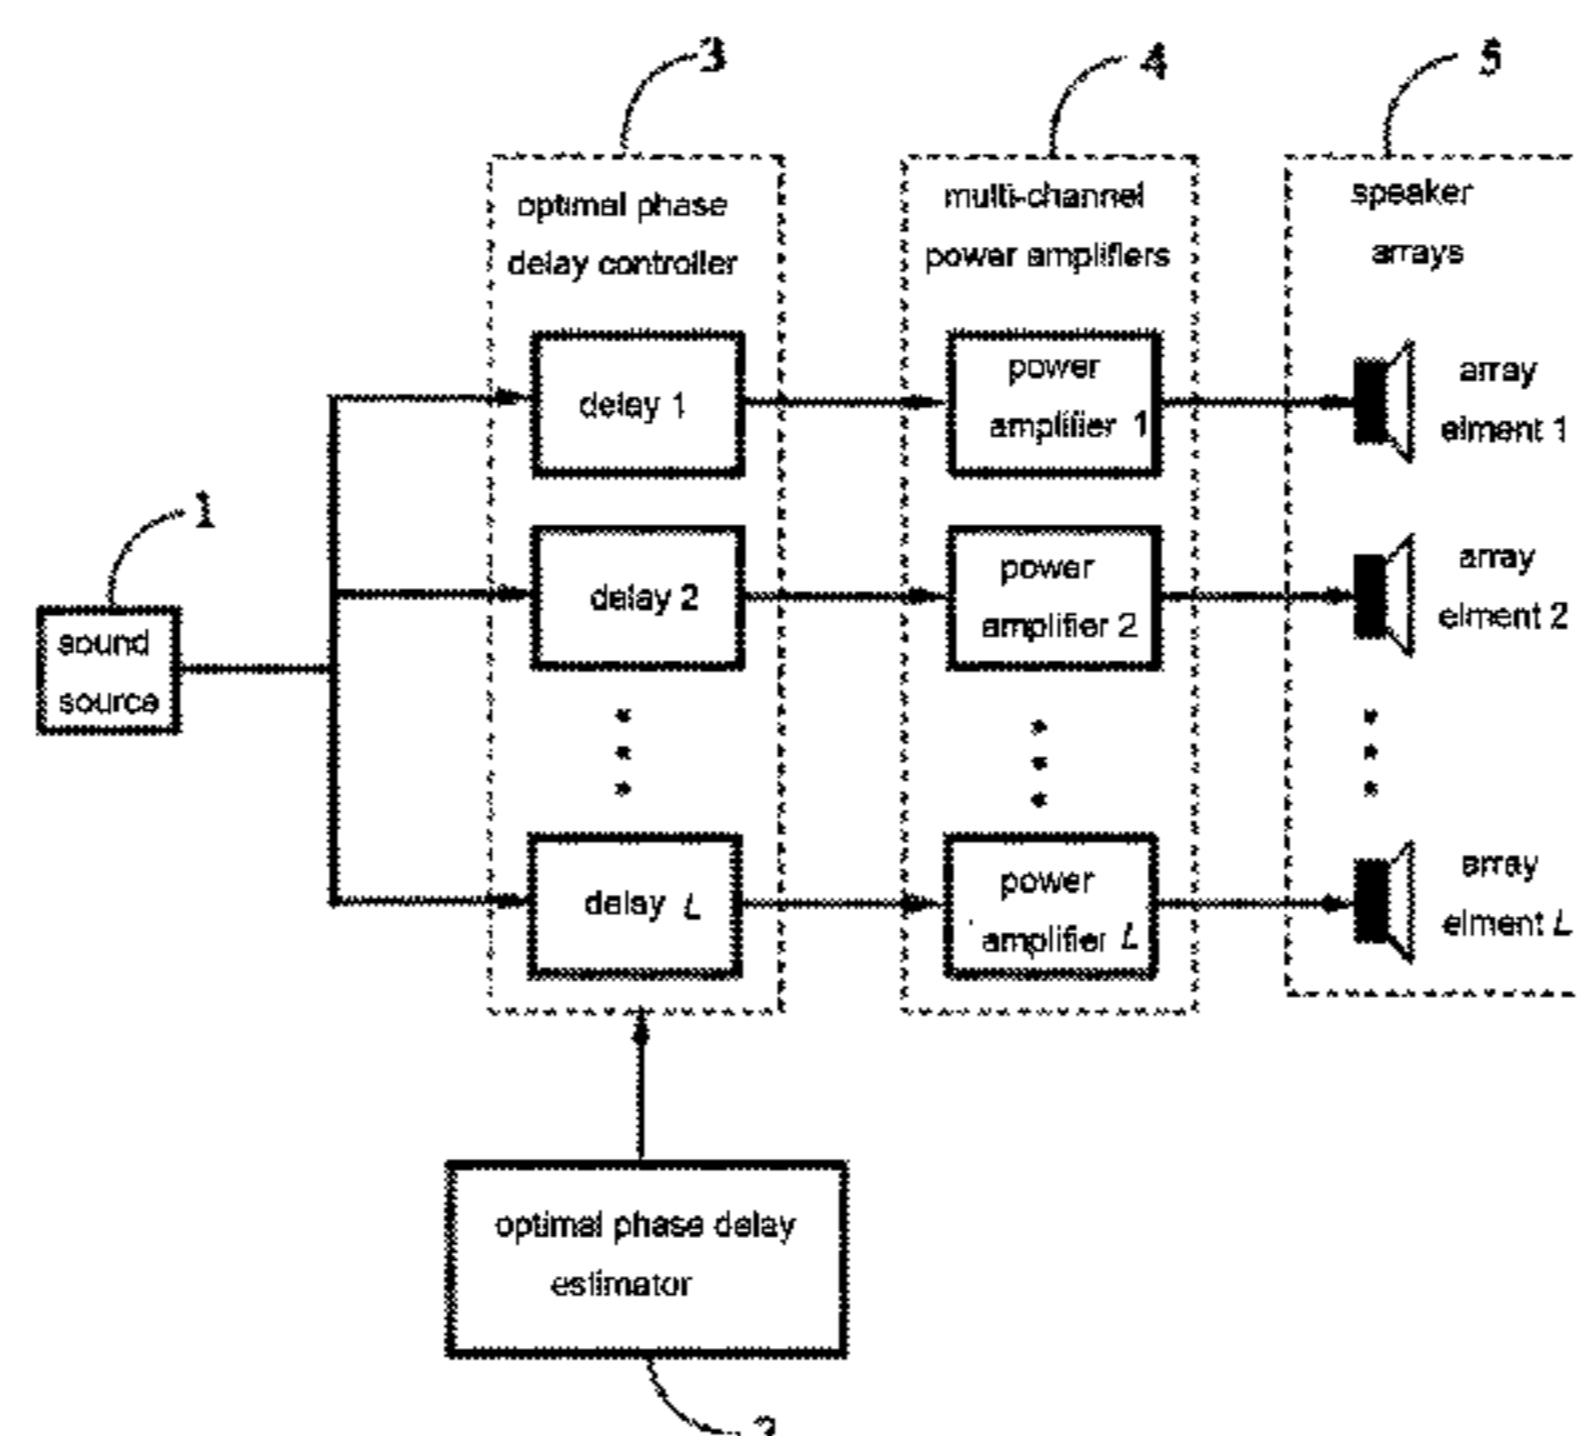 3
4
5
optimal phase
delay controller
multi-channel
power amplifiers
speaker
arrays
delay 1
power
amplifier 1
array
elment 1
1
sound
source
delay 2
power
amplifier 2
array
elment 2
delay L
power
amplifier L
array
elment L
optimal phase delay
estimator